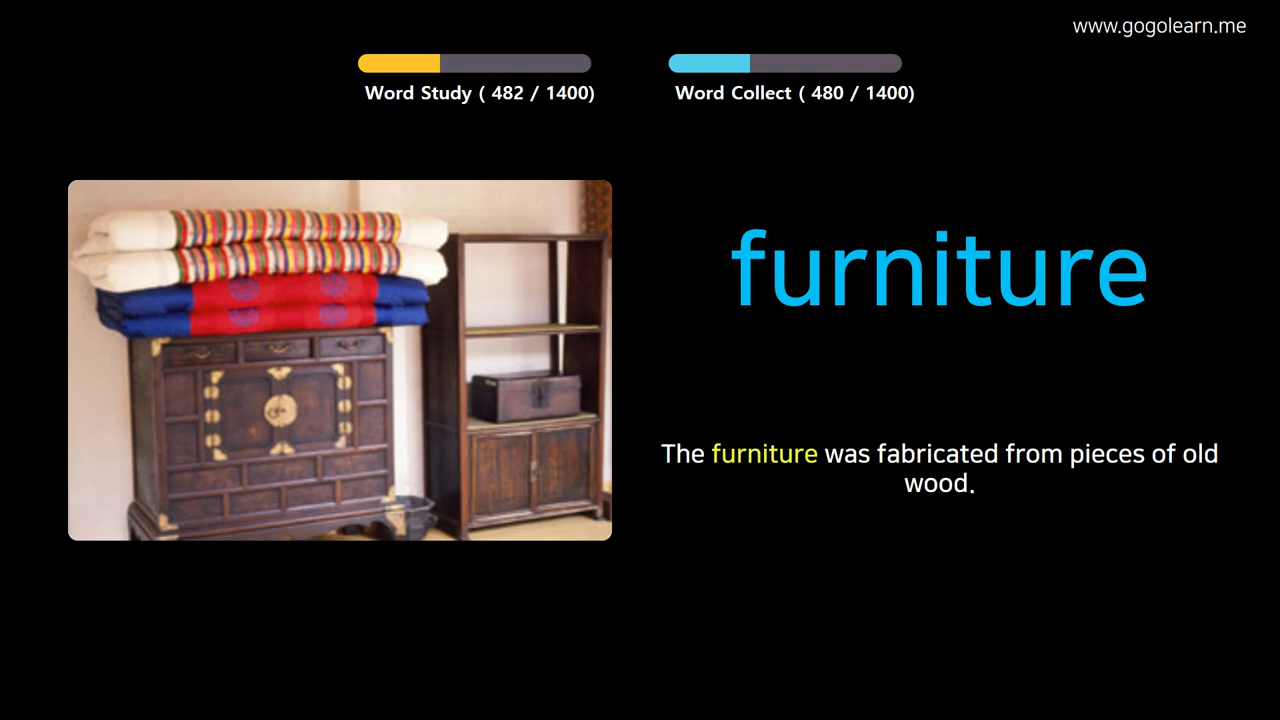 www.gogolearn.me
Word Study ( 482 / 1400)
Word Collect ( 480 / 1400)
furniture
The furniture was fabricated from pieces of old
wood.